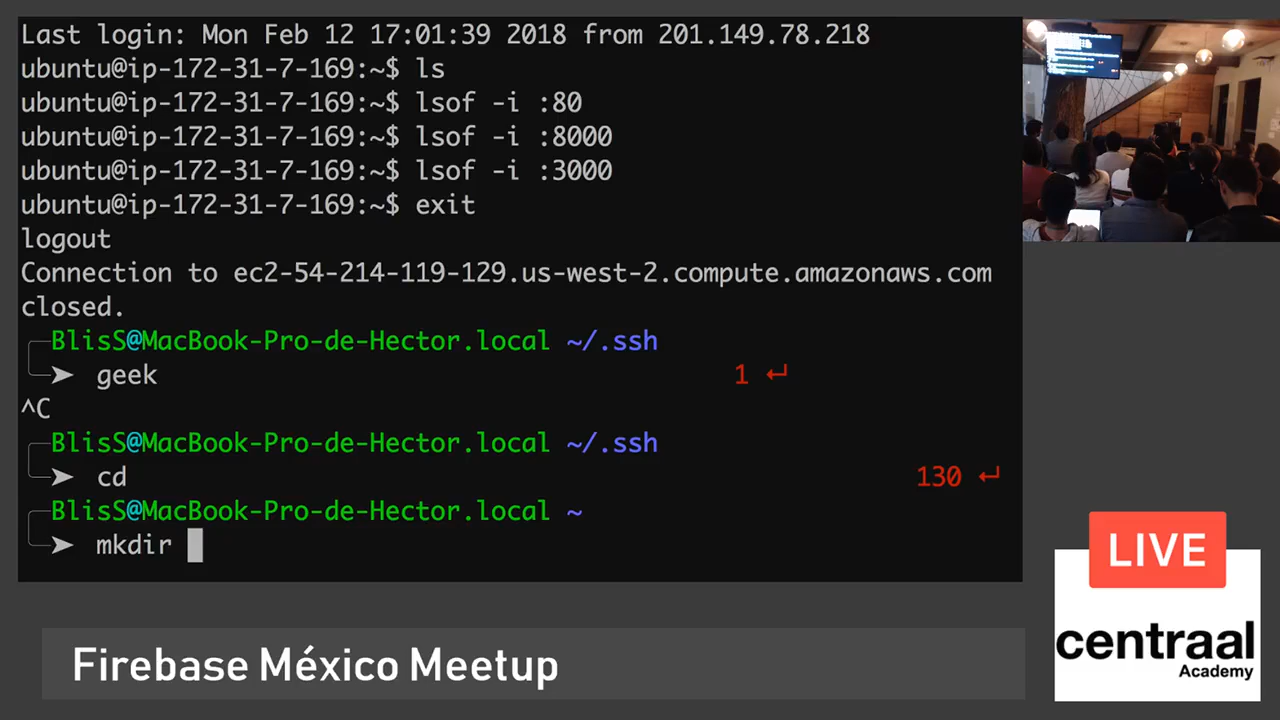 Last login: Mon Feb 12 17:01:39 2018 from 201.149.78.218
ubuntu@ip-172-31-7-169:~$ ls
ubuntu@ip-172-31-7-169:~$ lsof -i :80
ubuntu@ip-172-31-7-169:~$ lsof -i :8000
ubuntu@ip-172-31-7-169:~$ lsof -i :3000
ubuntu@ip-172-31-7-169:~$ exit
logout
Connection to ec2-54-214-119-129.us-west-2.compute.amazonaws.com
closed.
BlisS@MacBook-Pro-de-Hector.local ~/.ssh
➤ geek 1 ↵
^C
BlisS@MacBook-Pro-de-Hector.local ~/.ssh
➤ cd 130 ↵
BlisS@MacBook-Pro-de-Hector.local ~
➤ mkdir
LIVE
centraal
Academy
Firebase México Meetup